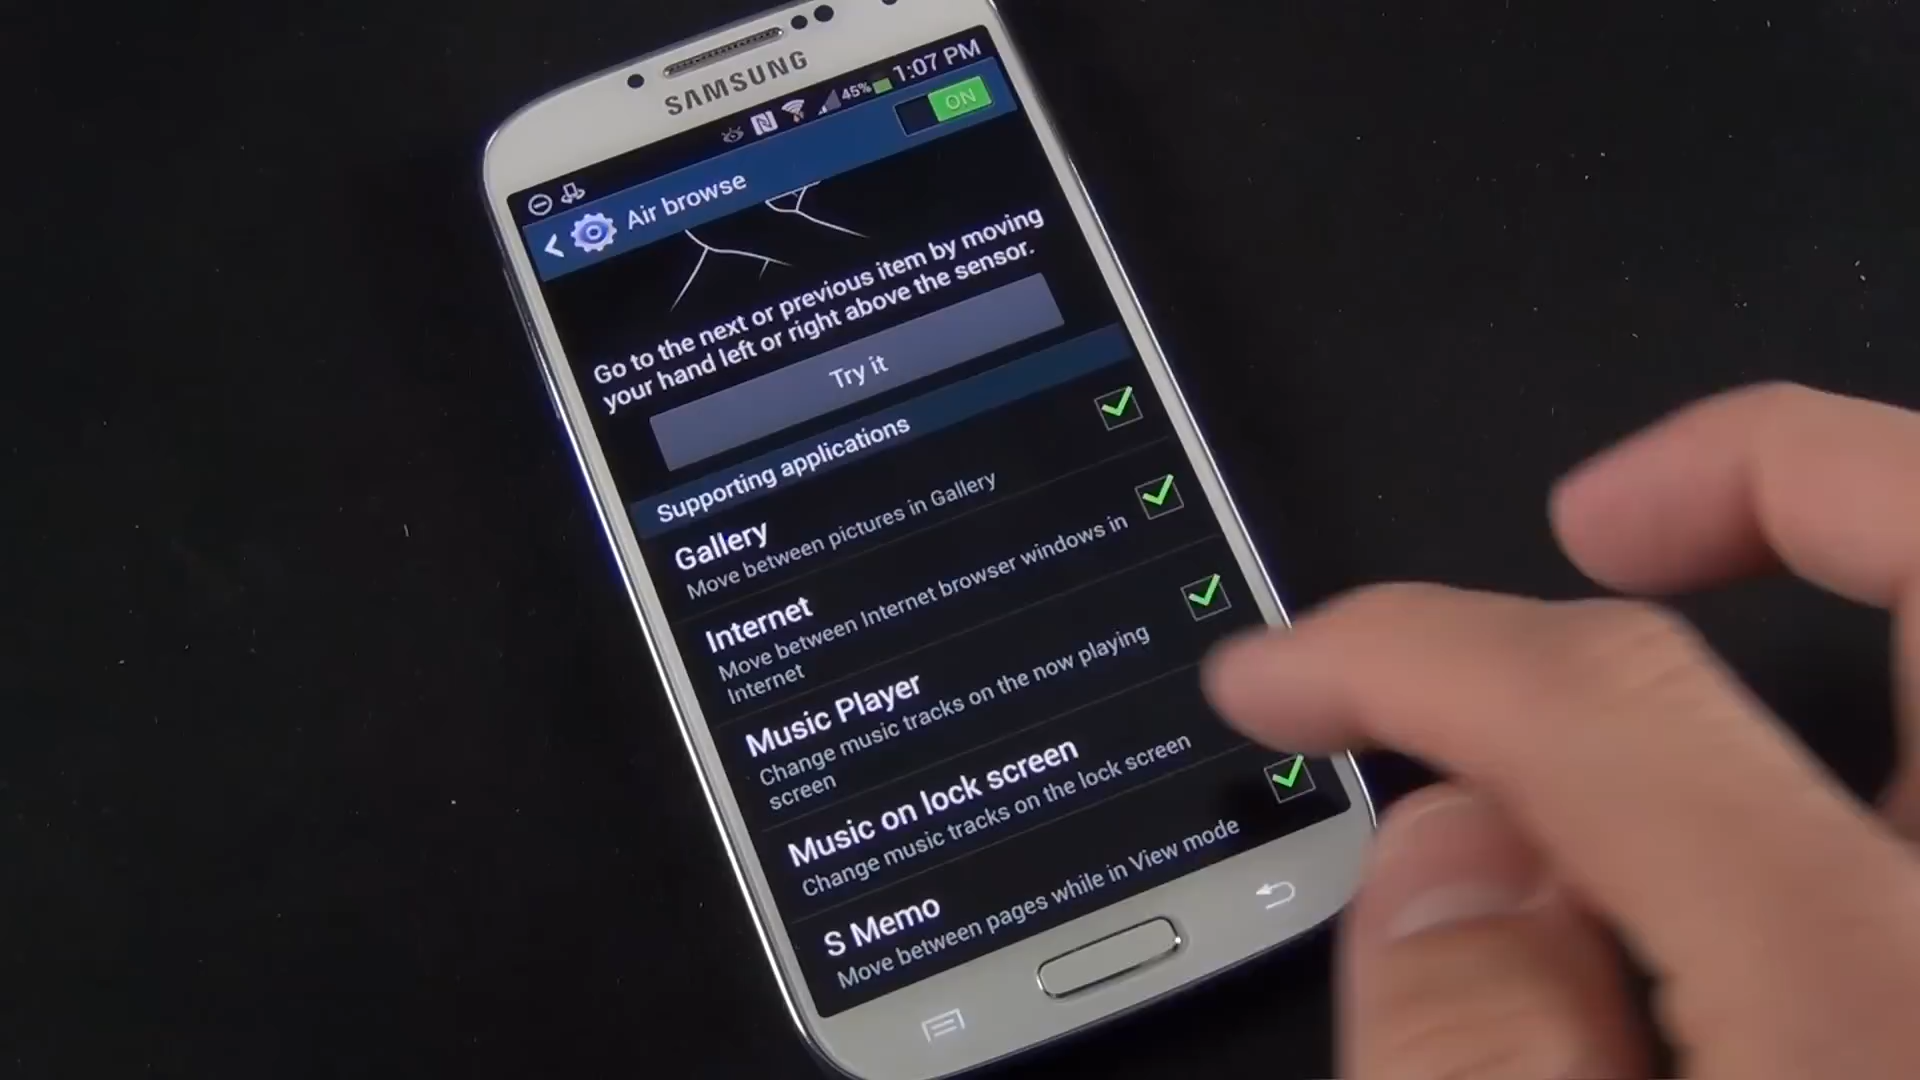 SAMSUNG
45% 1:07 PM
Air browse
ON
Go to the next or previous item by moving
your hand left or right above the sensor.
Try it
Supporting applications
Gallery
Move between pictures in Gallery
Internet
Move between Internet browser windows in
Internet
Music Player
Change music tracks on the now playing
screen
Music on lock screen
Change music tracks on the lock screen
S Memo
Move between pages while in View mode